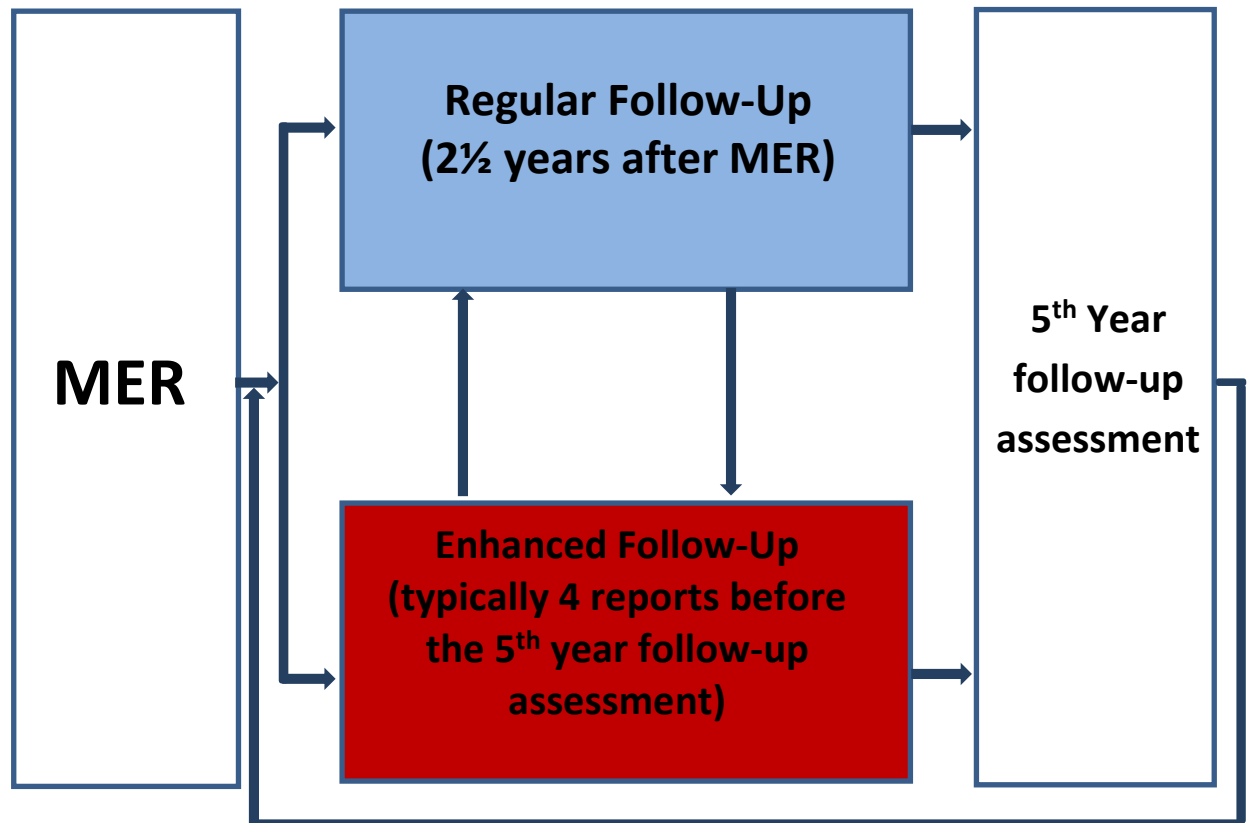 MER
Regular Follow-Up
(2½ years after MER)
Enhanced Follow-Up
(typically 4 reports before
the 5th year follow-up
assessment)
5th Year
follow-up
assessment